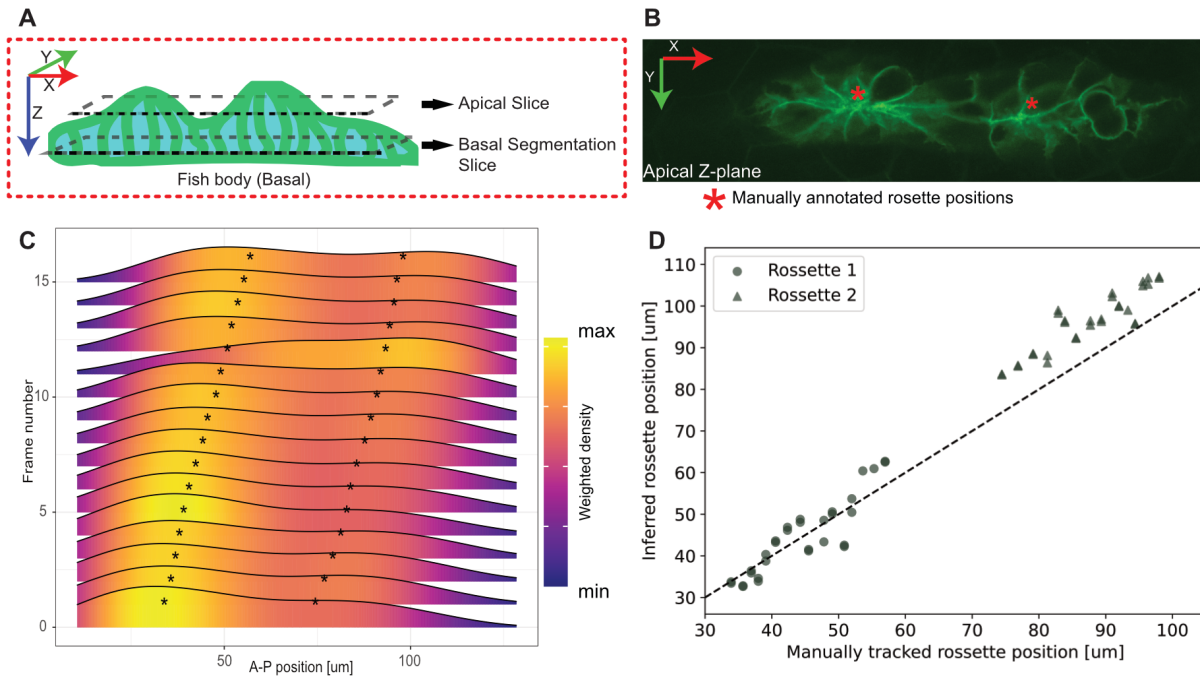 A
Y
X
Z
Apical Slice
Basal Segmentation
Slice
Fish body (Basal)
B
X
Y
Apical Z-plane
* Manually annotated rosette positions
C
Frame number
15
10
5
0
50
100
A-P position [um]
max
Weighted density
min
D
Rossette 1
Rossette 2
Inferred rossette position [um]
110
100
90
80
70
60
50
40
30
30
40
50
60
70
80
90
100
Manually tracked rossette position [um]